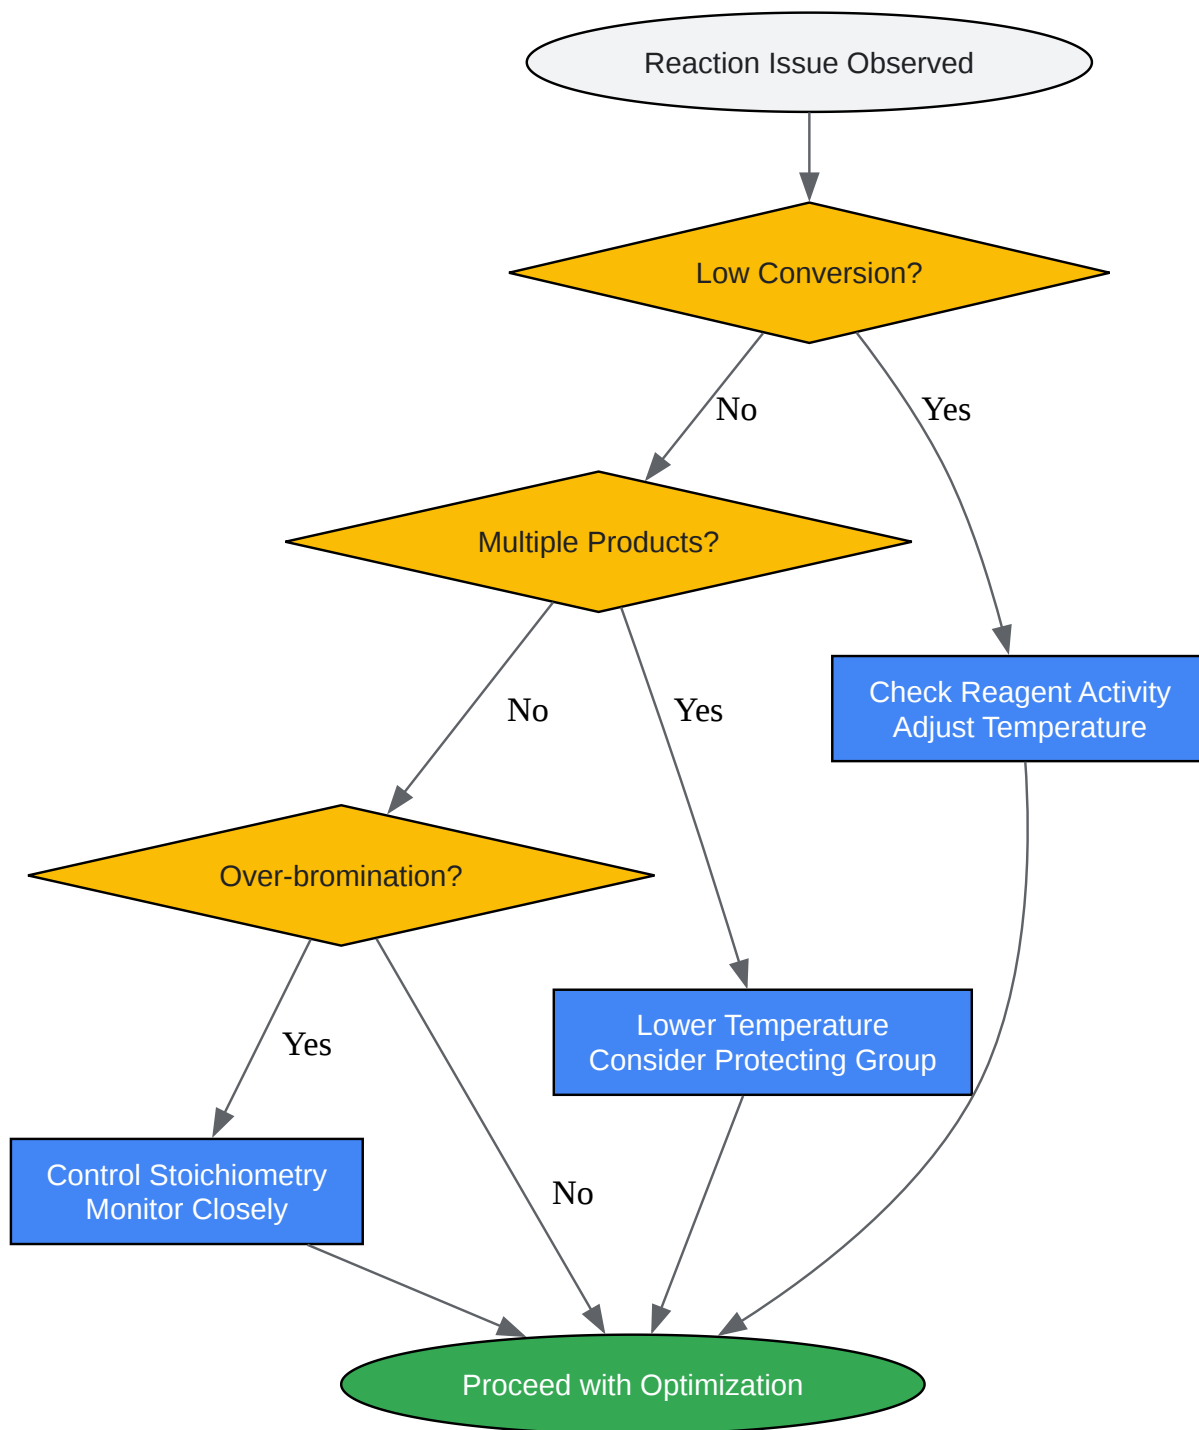 Reaction Issue Observed
Low Conversion?
No
Yes
Multiple Products?
No
Yes
Check Reagent Activity
Adjust Temperature
Over-bromination?
Yes
No
Lower Temperature
Consider Protecting Group
Control Stoichiometry
Monitor Closely
Proceed with Optimization